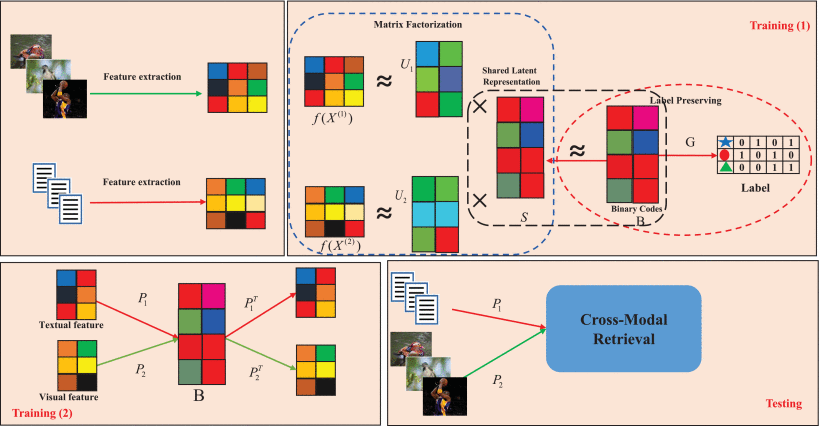 Feature extraction
Feature extraction
Matrix Factorization
Training (1)
f(X^(1))
≈
U_1
Shared Latent
Representation
×
×
S
≈
Label Preserving
Binary Codes
B
G
0 1 0 1
1 0 1 0
0 0 1 1
Label
f(X^(2))
≈
U_2
Textual feature
Visual feature
P_1
P_2
B
P_1^T
P_2^T
Training (2)
P_1
P_2
Cross-Modal
Retrieval
Testing